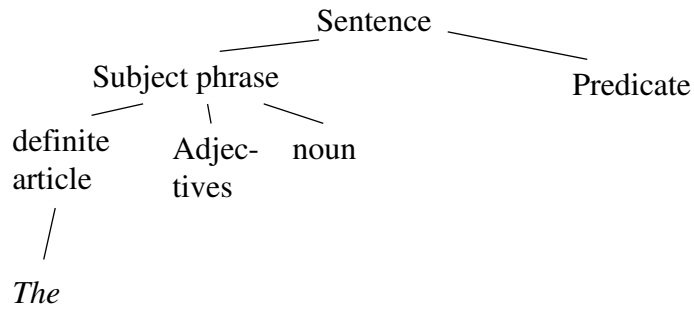 Sentence
Subject phrase
Predicate
definite
article
Adjec-
tives
noun
The